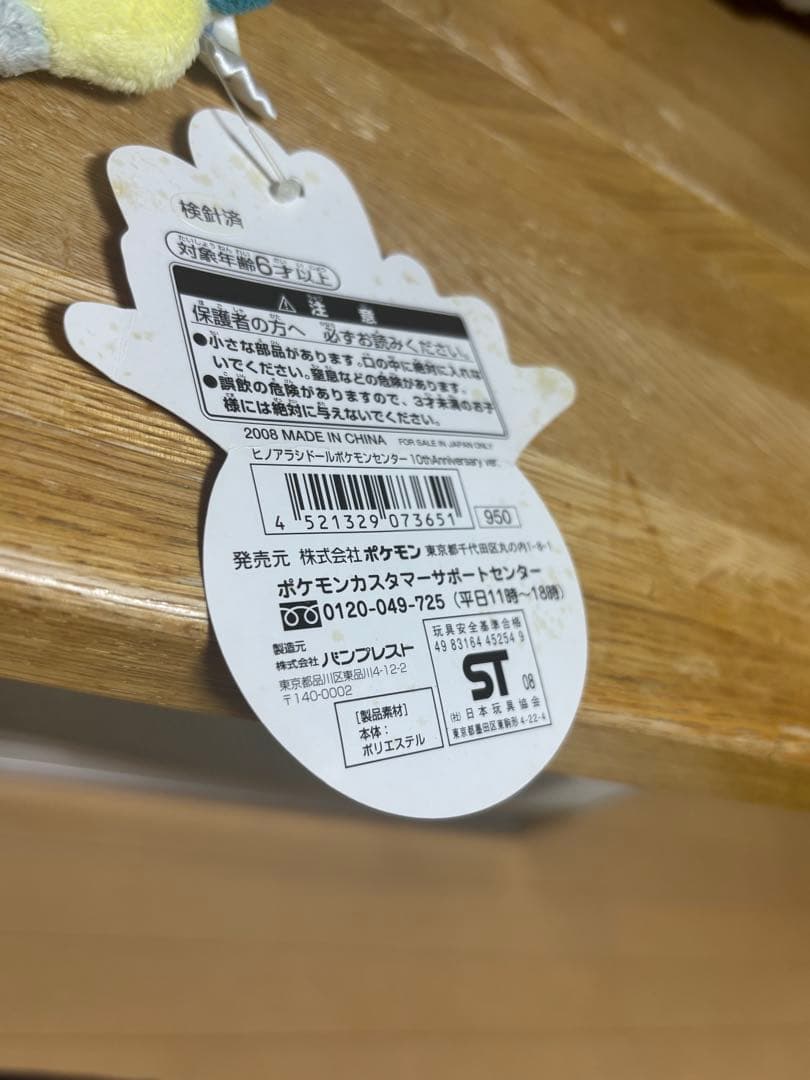 検針済
対象年齢6才以上
⚠ 注意
保護者の方へ 必ずお読みください。
●小さな部品があります。口の中に絶対に入れな
いでください。窒息などの危険があります。
●誤飲の危険がありますので、3才未満のお子
様には絶対に与えないでください。
2008 MADE IN CHINA FOR SALE IN JAPAN ONLY
ヒノアラシドールポケモンセンター 10thAnniversary ver.
4 521329 073651 950
発売元 株式会社ポケモン 東京都千代田区丸の内1-8-1
ポケモンカスタマーサポートセンター
0120-049-725 (平日11時〜18時)
製造元
株式会社 バンプレスト
東京都品川区東品川4-12-2
〒140-0002
[製品素材]
本体:
ポリエステル
玩具安全基準合格
49 83164 45254 9
ST 08
(社)日本玩具協会
東京都墨田区東駒形4-22-4